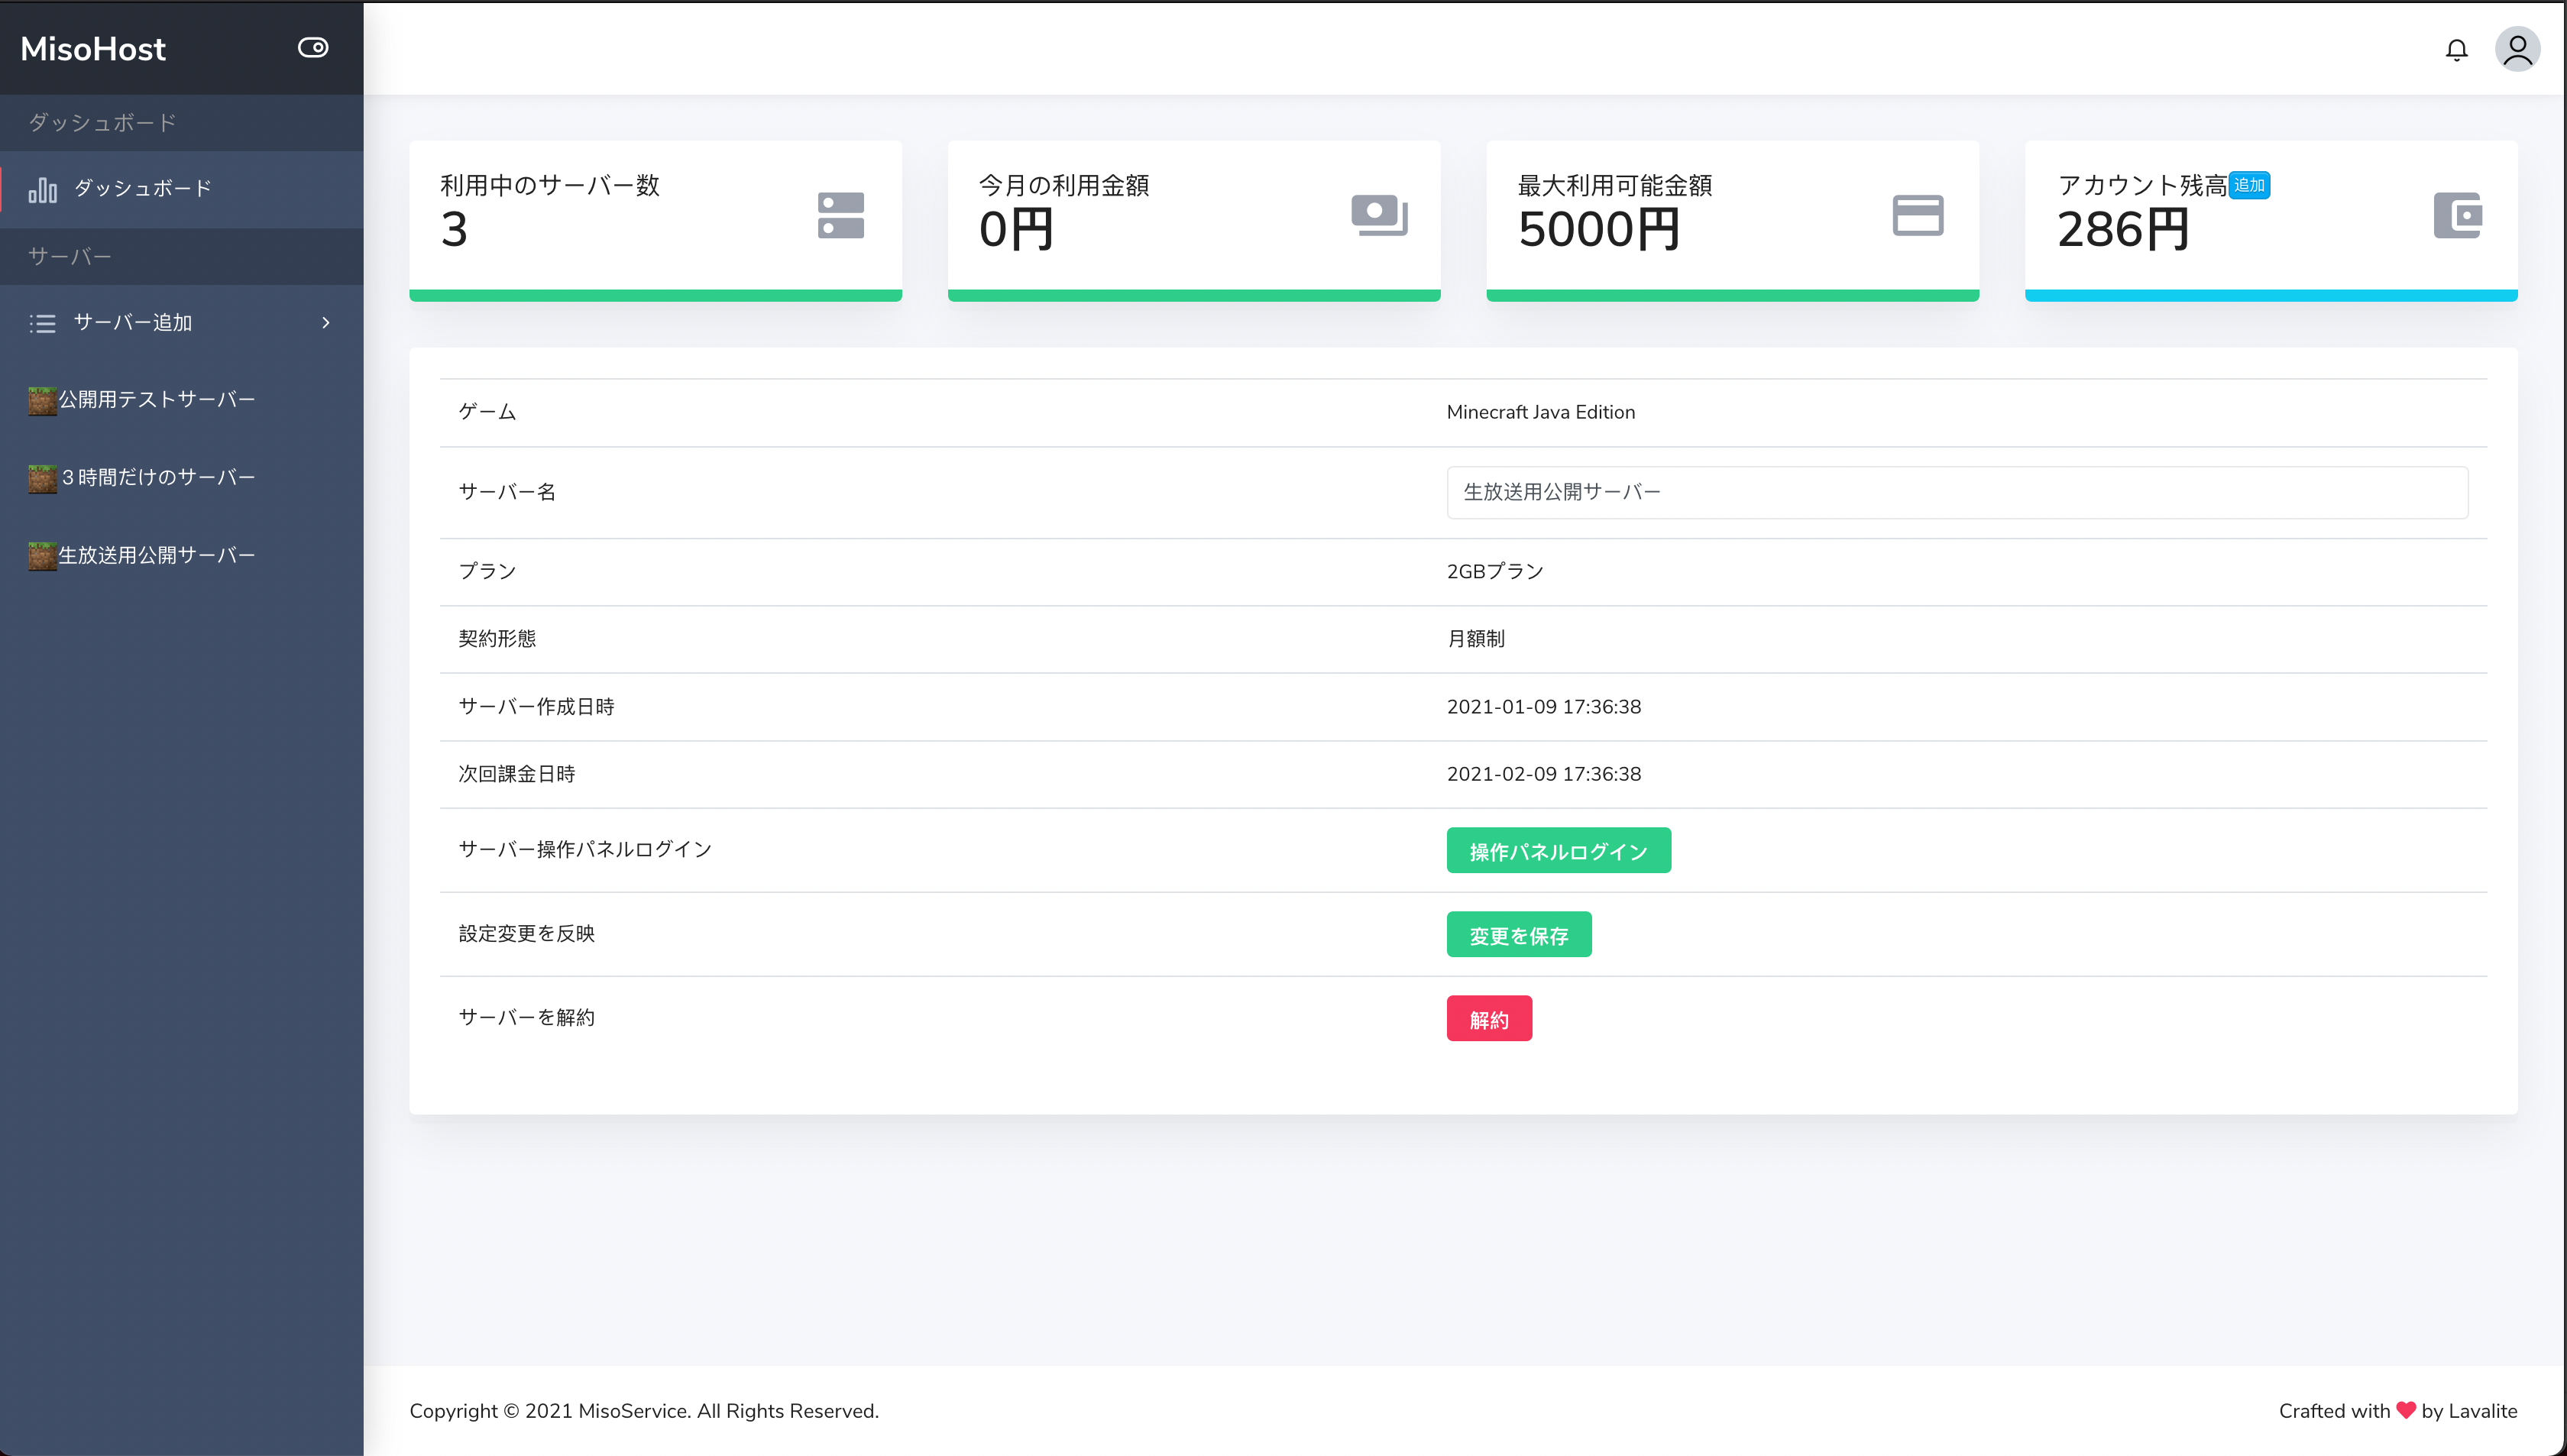 MisoHost
ダッシュボード
ダッシュボード
サーバー
サーバー追加
公開用テストサーバー
３時間だけのサーバー
生放送用公開サーバー
利用中のサーバー数
3
今月の利用金額
0円
最大利用可能金額
5000円
アカウント残高追加
286円
ゲーム Minecraft Java Edition
サーバー名 生放送用公開サーバー
プラン 2GBプラン
契約形態 月額制
サーバー作成日時 2021-01-09 17:36:38
次回課金日時 2021-02-09 17:36:38
サーバー操作パネルログイン 操作パネルログイン
設定変更を反映 変更を保存
サーバーを解約 解約
Copyright © 2021 MisoService. All Rights Reserved.
Crafted with ❤ by Lavalite